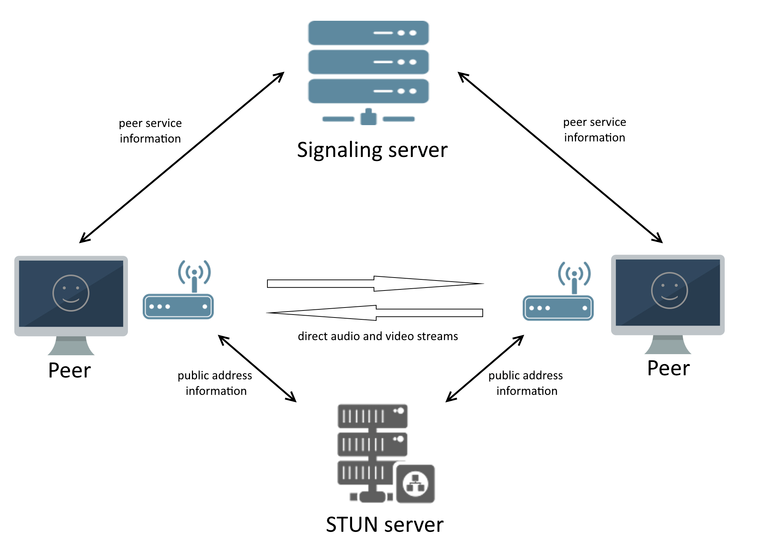 Signaling server
peer service
information
peer service
information
direct audio and video streams
Peer
Peer
public address
information
public address
information
STUN server